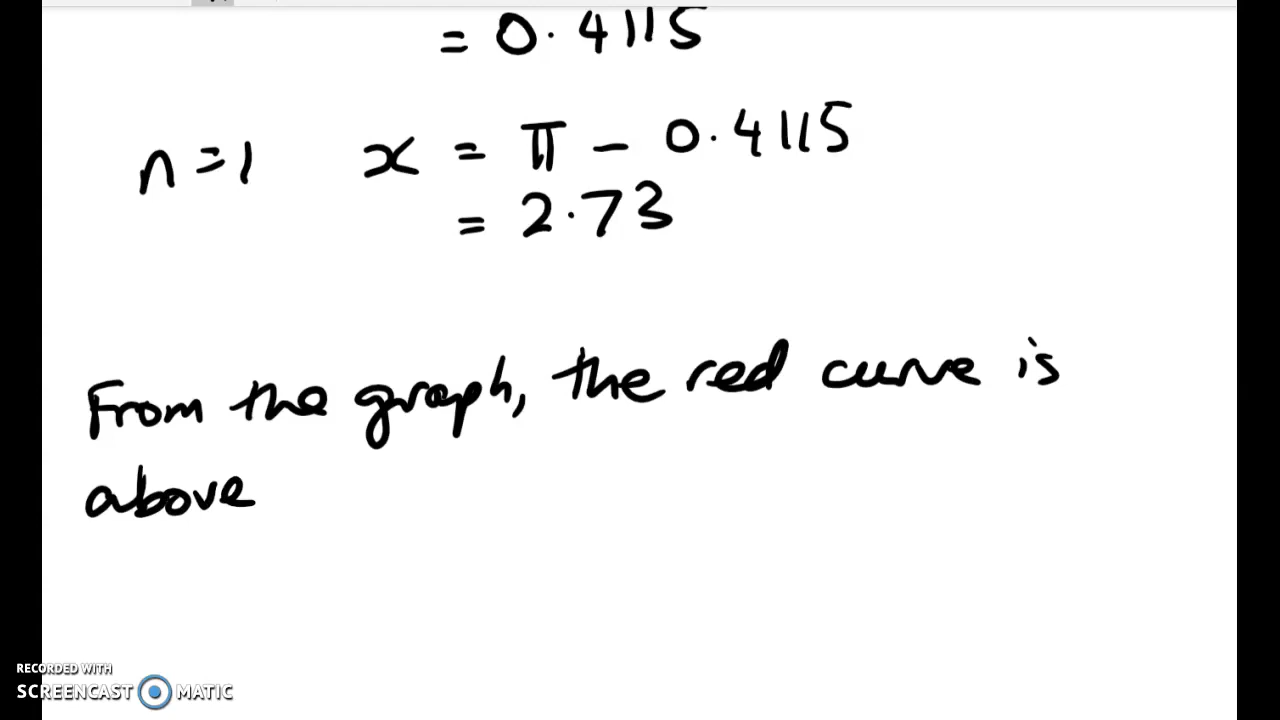 = 0.4115
n=1 x = π - 0.4115
= 2.73
From the graph, the red curve is
above
RECORDED WITH
SCREENCAST MATIC